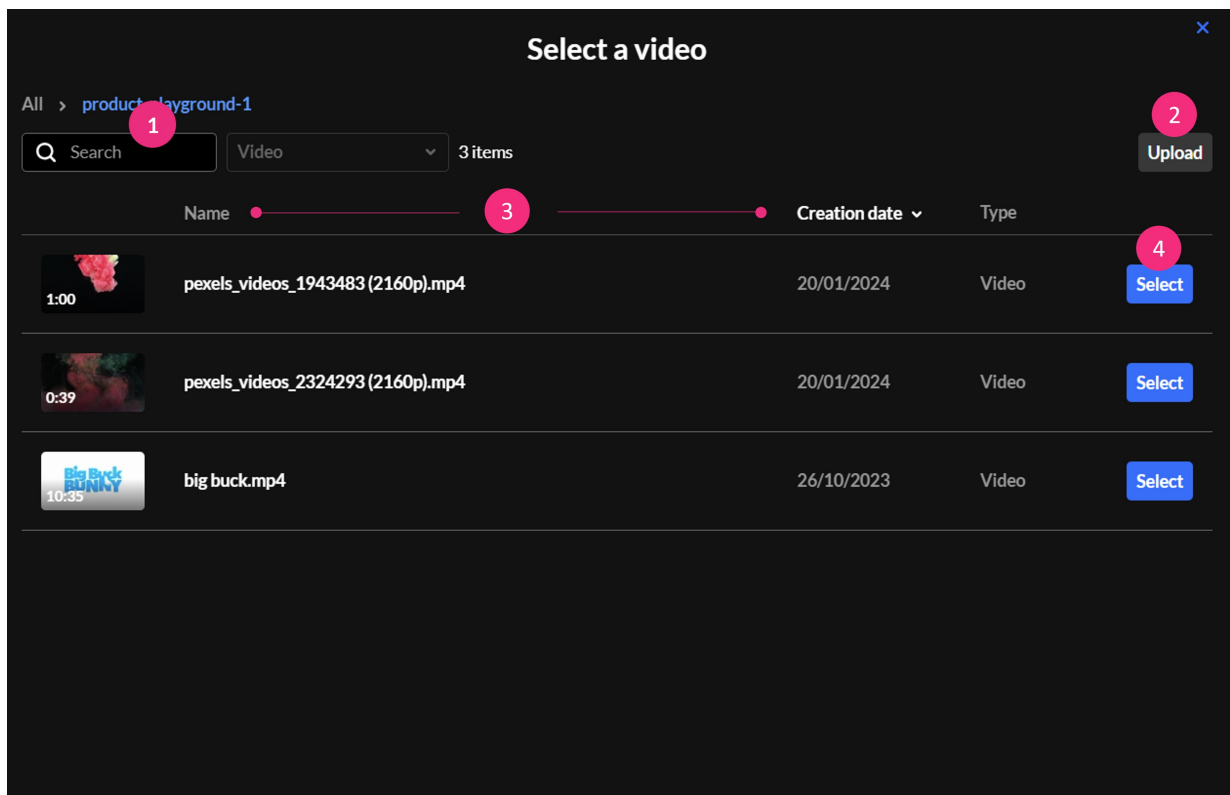 Select a video
All > product ayground-1
1
2
Search
Video
3 items
Upload
Name
3
Creation date
Type
4
1:00
pexels_videos_1943483 (2160p).mp4
20/01/2024
Video
Select
0:39
pexels_videos_2324293 (2160p).mp4
20/01/2024
Video
Select
Big Buck
BUNNY
10:35
big buck.mp4
26/10/2023
Video
Select